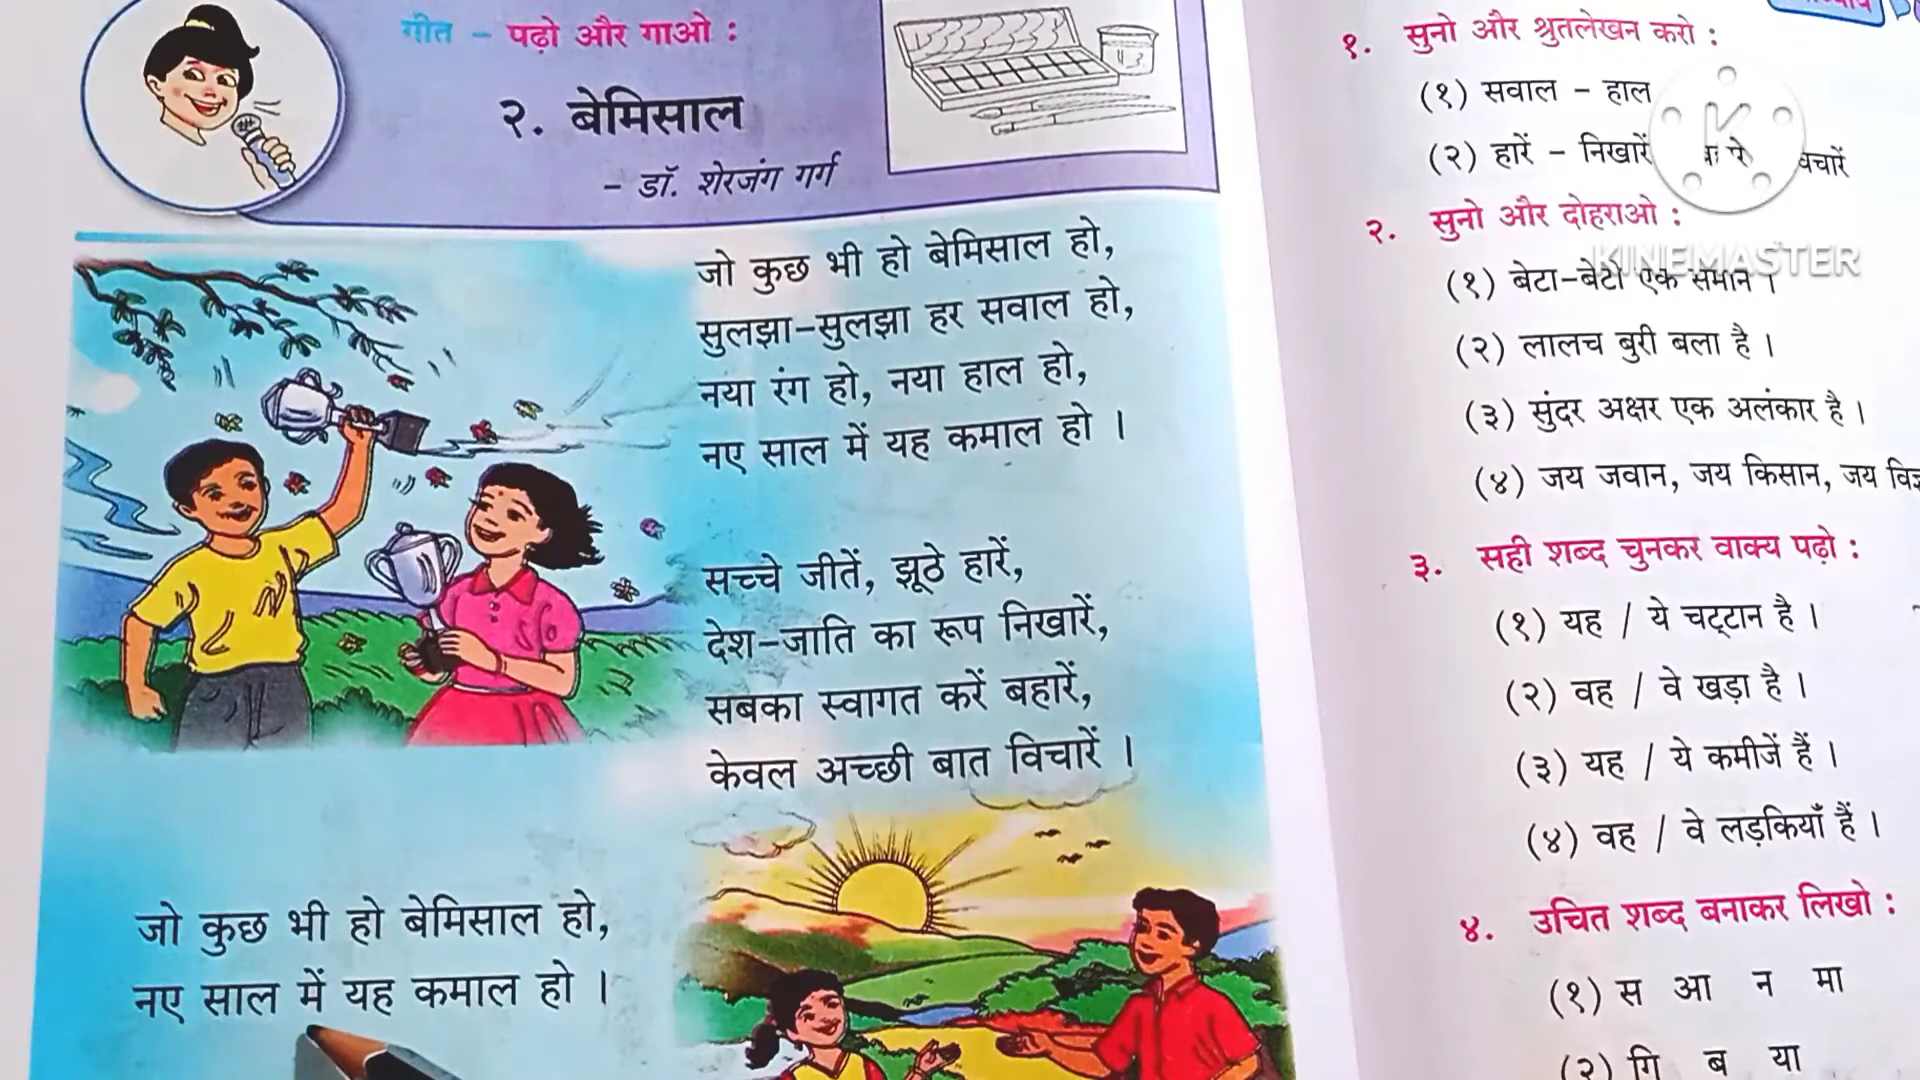 गीत - पढ़ो और गाओ :
२. बेमिसाल
- डॉ. शेरजंग गर्ग
जो कुछ भी हो बेमिसाल हो,
सुलझा-सुलझा हर सवाल हो,
नया रंग हो, नया हाल हो,
नए साल में यह कमाल हो ।
सच्चे जीतें, झूठे हारें,
देश-जाति का रूप निखारें,
सबका स्वागत करें बहारें,
केवल अच्छी बात विचारें ।
जो कुछ भी हो बेमिसाल हो,
नए साल में यह कमाल हो ।
१. सुनो और श्रुतलेखन करो :
(१) सवाल - हाल
(२) हारें - निखारें
२. सुनो और दोहराओ :
(१) बेटा-बेटी एक समान ।
(२) लालच बुरी बला है ।
(३) सुंदर अक्षर एक अलंकार है ।
(४) जय जवान, जय किसान, जय
३. सही शब्द चुनकर वाक्य पढ़ो :
(१) यह / ये चट्टान है ।
(२) वह / वे खड़ा है ।
(३) यह / ये कमीजें हैं ।
(४) वह / वे लड़कियाँ हैं ।
४. उचित शब्द बनाकर लिखो :
(१) स आ न मा
(२) गि ब या
K
KINEMASTER